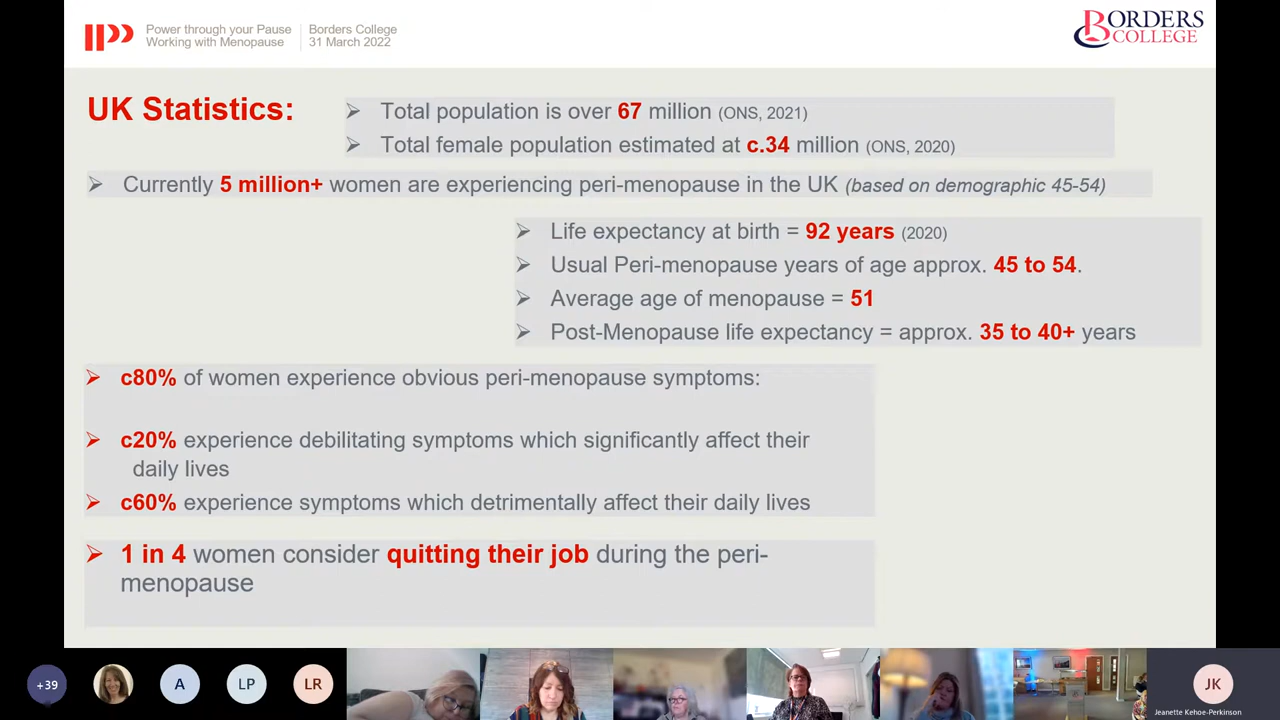 Power through your Pause
Working with Menopause
Borders College
31 March 2022
BORDERS
COLLEGE
UK Statistics:
Total population is over 67 million (ONS, 2021)
Total female population estimated at c.34 million (ONS, 2020)
Currently 5 million+ women are experiencing peri-menopause in the UK (based on demographic 45-54)
Life expectancy at birth = 92 years (2020)
Usual Peri-menopause years of age approx. 45 to 54.
Average age of menopause = 51
Post-Menopause life expectancy = approx. 35 to 40+ years
c80% of women experience obvious peri-menopause symptoms:
c20% experience debilitating symptoms which significantly affect their
daily lives
c60% experience symptoms which detrimentally affect their daily lives
1 in 4 women consider quitting their job during the peri-
menopause
+39
A
LP
LR
JK
Jeanette Kehoe-Perkinson